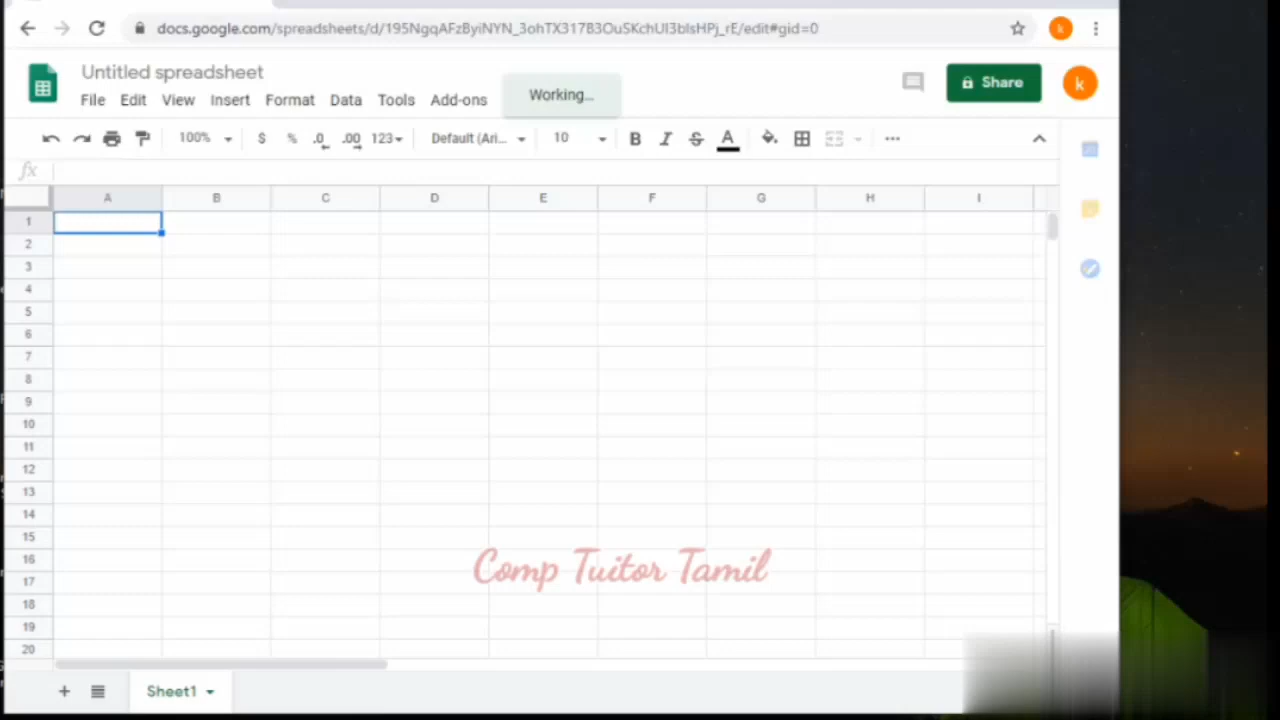 docs.google.com/spreadsheets/d/195NgqAFzByiNYN_3ohTX317B3OuSKchUI3blsHPj_rE/edit#gid=0
k
Untitled spreadsheet
File Edit View Insert Format Data Tools Add-ons
Working...
Share
k
100% $ % .0 .00 123 Default (Ari... 10 B I S A
fx
A B C D E F G H I
1
2
3
4
5
6
7
8
9
10
11
12
13
14
15
16
17
18
19
20
Comp Tuitor Tamil
+ Sheet1